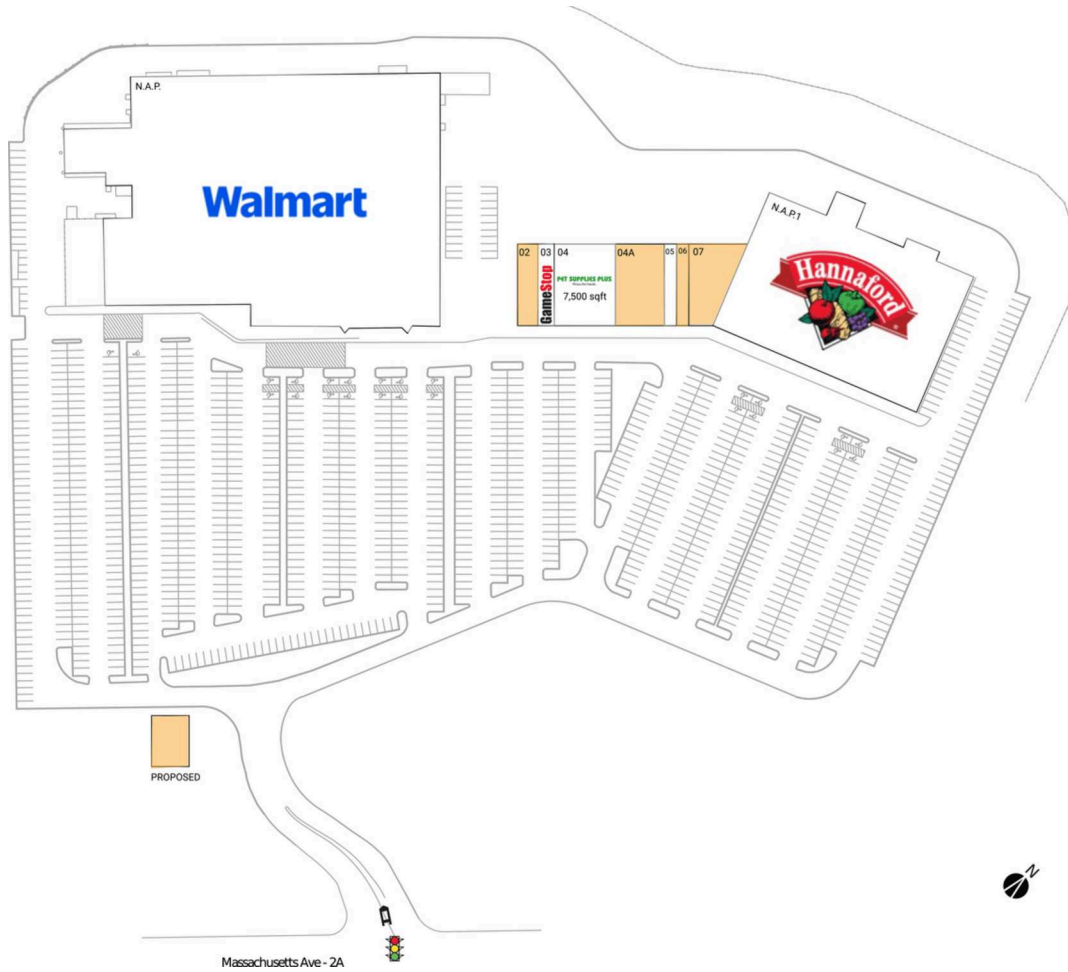 N.A.P.
Walmart
N.A.P.1
Hannaford
02
03
04
04A
05
06
07
GameStop
PET SUPPLIES PLUS
7,500 sqft
PROPOSED
N
Massachusetts Ave - 2A